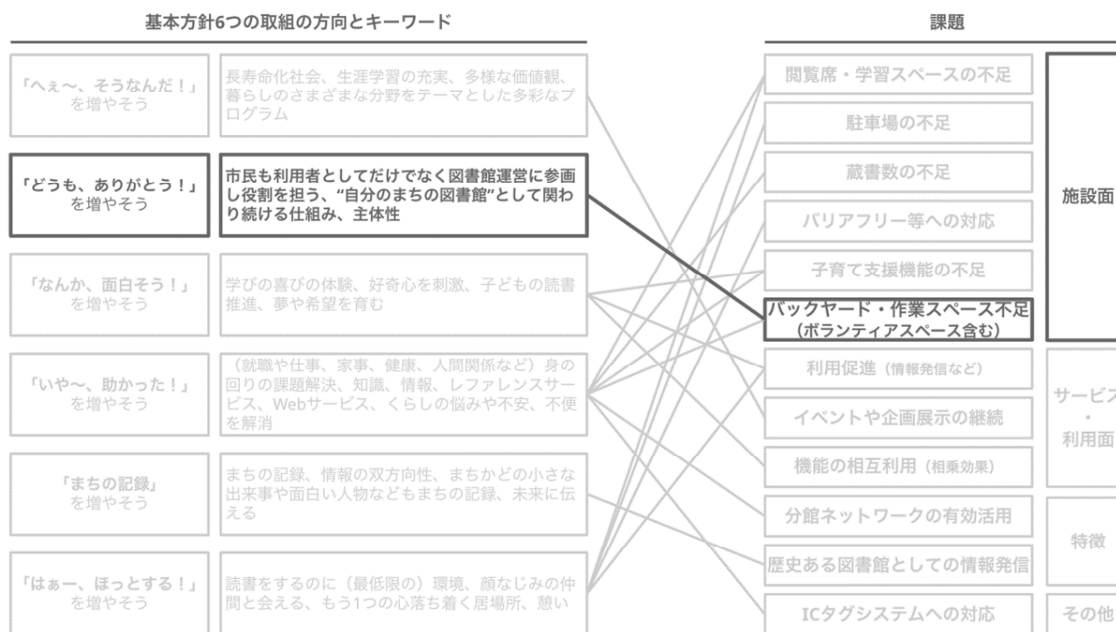 基本方針6つの取組の方向とキーワード
「へぇ〜、そうなんだ！」
を増やそう
長寿命化社会、生涯学習の充実、多様な価値観、
暮らしのさまざまな分野をテーマとした多彩なプ
ログラム
「どうも、ありがとう！」
を増やそう
市民も利用者としてだけでなく図書館運営に参画
し役割を担う、“自分のまちの図書館”として関わ
り続ける仕組み、主体性
「なんか、面白そう！」
を増やそう
学びの喜びの体験、好奇心を刺激、子どもの読書
推進、夢や希望を育む
「いや〜、助かった！」
を増やそう
（就職や仕事、家事、健康、人間関係など）身の
回りの課題解決、知識、情報、レファレンスサー
ビス、Webサービス、くらしの悩みや不安、不便
を解消
「まちの記録」
を増やそう
まちの記録、情報の双方向性、まちかどの小さな
出来事や面白い人物などもまちの記録、未来に伝
える
「はぁー、ほっとする！」
を増やそう
読書をするのに（最低限の）環境、顔なじみの仲
間と会える、もう1つの心落ち着く居場所、憩い
課題
閲覧席・学習スペースの不足
駐車場の不足
蔵書数の不足
バリアフリー等への対応
子育て支援機能の不足
バックヤード・作業スペース不足
（ボランティアスペース含む）
施設面
利用促進（情報発信など）
イベントや企画展示の継続
機能の相互利用（相乗効果）
サービス
・
利用面
分館ネットワークの有効活用
歴史ある図書館としての情報発信
特徴
ICタグシステムへの対応
その他